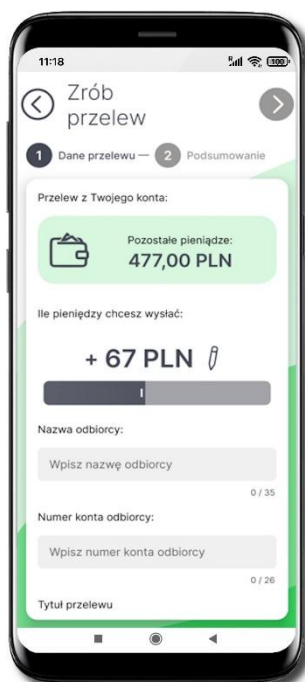 11:18
100
Zrób
przelew
1 Dane przelewu — 2 Podsumowanie
Przelew z Twojego konta:
Pozostałe pieniądze:
477,00 PLN
Ile pieniędzy chcesz wysłać:
+ 67 PLN
Nazwa odbiorcy:
Wpisz nazwę odbiorcy
0 / 35
Numer konta odbiorcy:
Wpisz numer konta odbiorcy
0 / 26
Tytuł przelewu